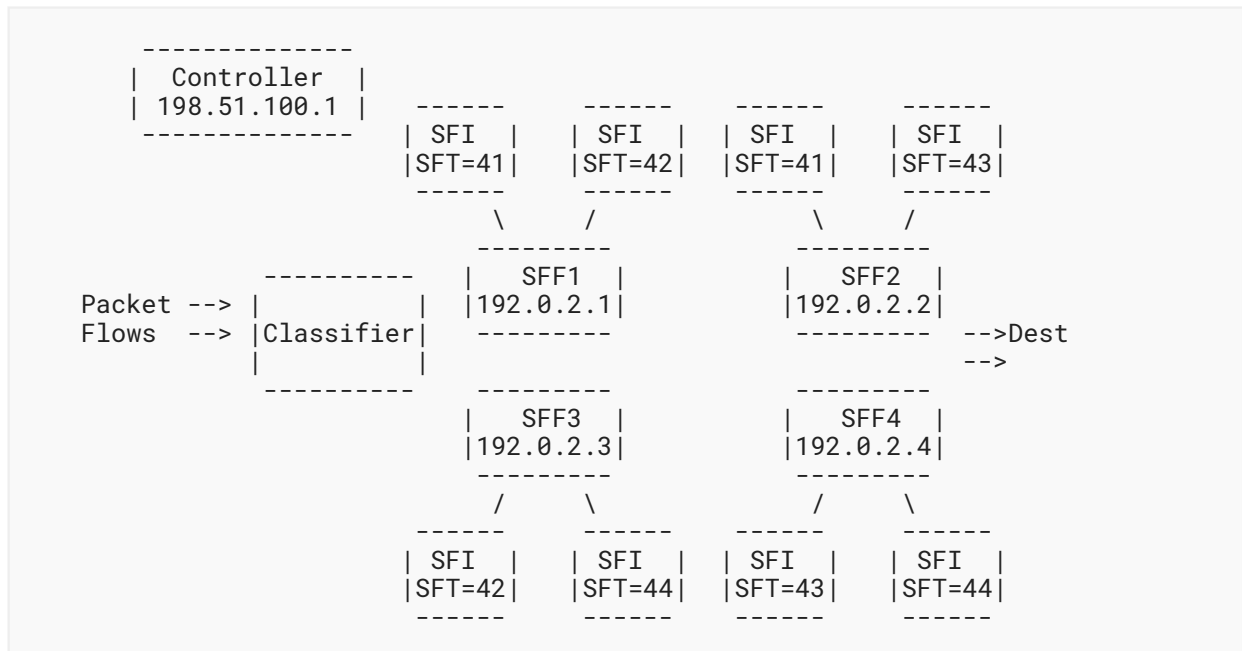 --------------
|  Controller  |
| 198.51.100.1 |   ------     ------   ------     ------
--------------   | SFI  |   | SFI  | | SFI  |   | SFI  |
|SFT=41|   |SFT=42| |SFT=41|   |SFT=43|
------     ------   ------     ------
\     /             \     /
---------           ---------
----------   |   SFF1  |         |   SFF2  |
Packet --> |          |  |192.0.2.1|         |192.0.2.2|
Flows  --> |Classifier|   ---------           ---------  -->Dest
|          |                                  -->
----------   ---------           ---------
|   SFF3  |         |   SFF4  |
|192.0.2.3|         |192.0.2.4|
---------           ---------
/     \             /     \
------     ------   ------     ------
| SFI  |   | SFI  | | SFI  |   | SFI  |
|SFT=42|   |SFT=44| |SFT=43|   |SFT=44|
------     ------   ------     ------